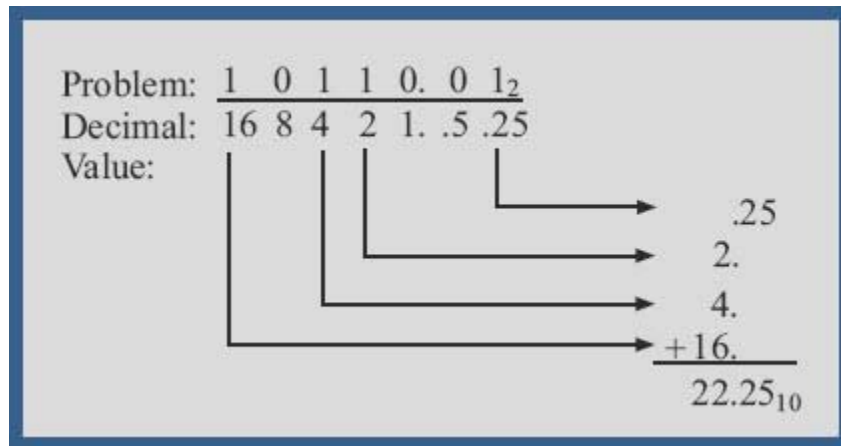 Problem: 1 0 1 1 0. 0 1₂
Decimal: 16 8 4 2 1. .5 .25
Value:
.25
2.
4.
+16.
22.25₁₀